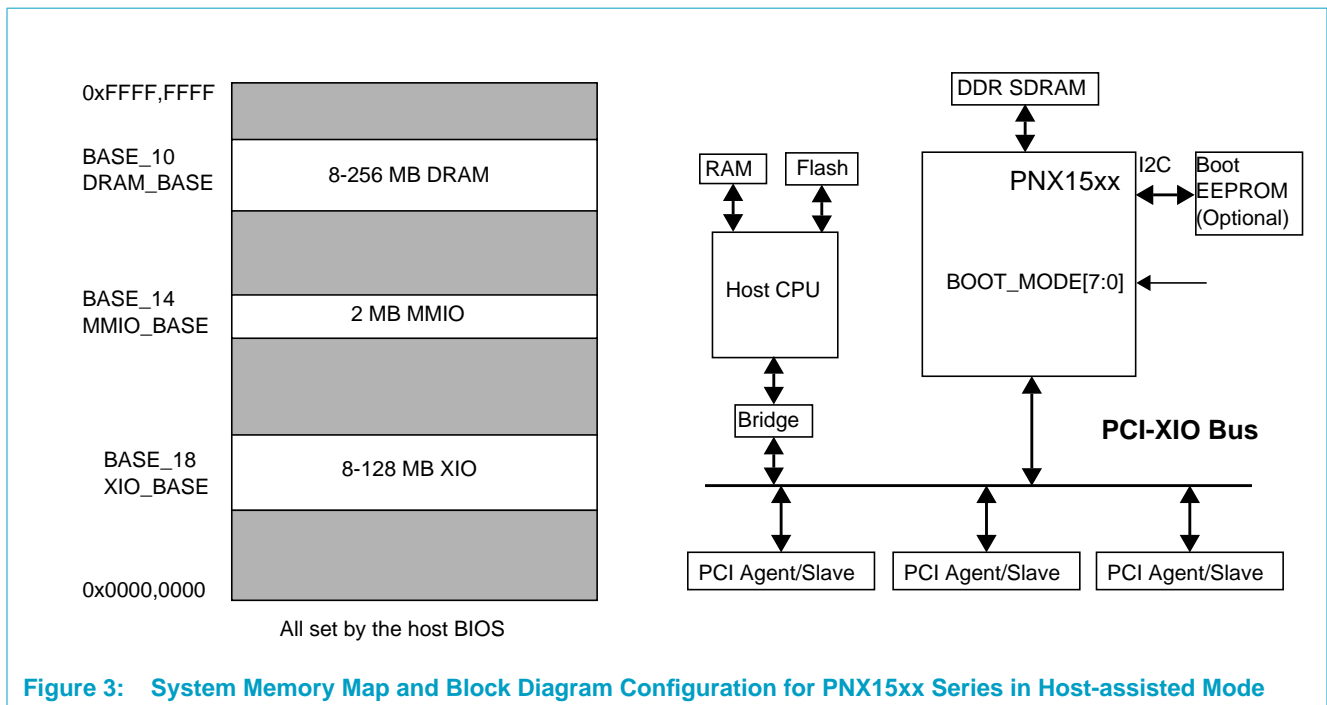 0xFFFF,FFFF
BASE_10
DRAM_BASE
8-256 MB DRAM
BASE_14
MMIO_BASE
2 MB MMIO
BASE_18
XIO_BASE
8-128 MB XIO
0x0000,0000
All set by the host BIOS
DDR SDRAM
RAM
Flash
PNX15xx
I2C
Boot
EEPROM
(Optional)
Host CPU
BOOT_MODE[7:0]
Bridge
PCI-XIO Bus
PCI Agent/Slave
PCI Agent/Slave
PCI Agent/Slave
Figure 3: System Memory Map and Block Diagram Configuration for PNX15xx Series in Host-assisted Mode